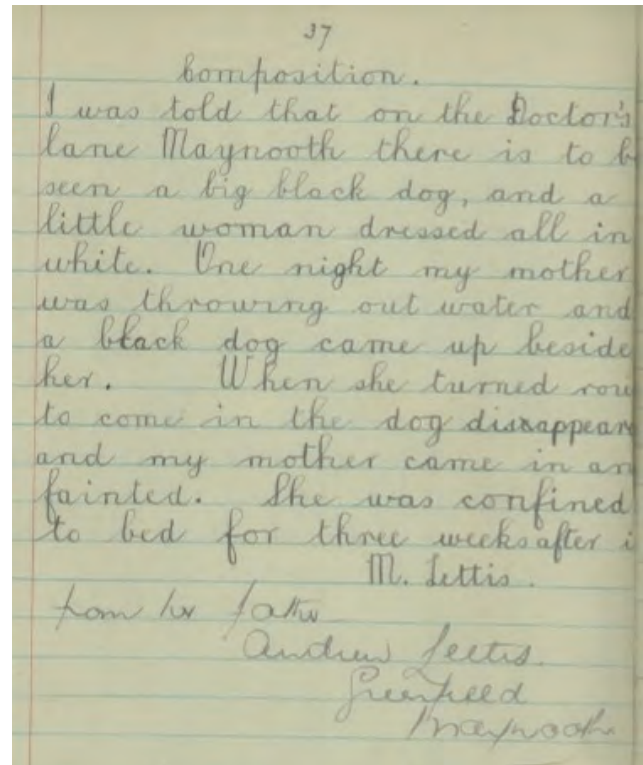 37
Composition.
I was told that on the Doctor's
lane Maynooth there is to b
seen a big black dog, and a
little woman dressed all in
white. One night my mother
was throwing out water and
a black dog came up beside
her. When she turned rou
to come in the dog dissappear
and my mother came in an
fainted. She was confined
to bed for three weeks after i
M. Lettis.
from her father
Andrew Lettis.
Greenfield
Maynooth